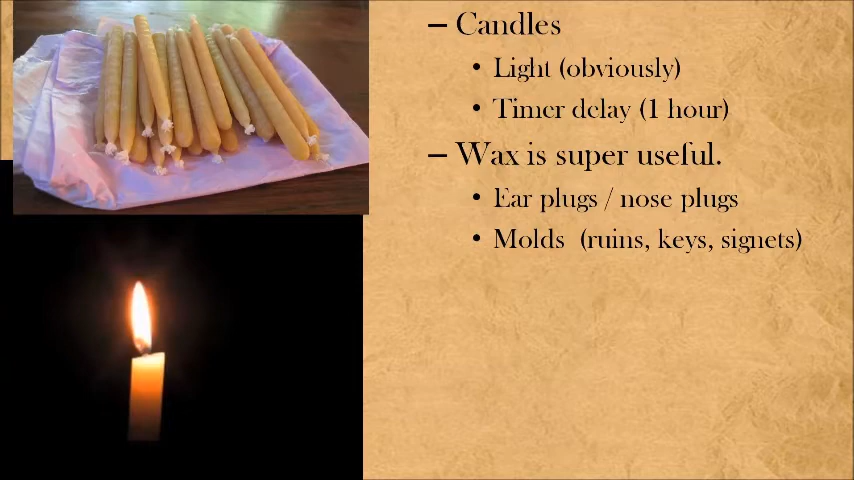 – Candles
• Light (obviously)
• Timer delay (1 hour)
– Wax is super useful.
• Ear plugs / nose plugs
• Molds (ruins, keys, signets)